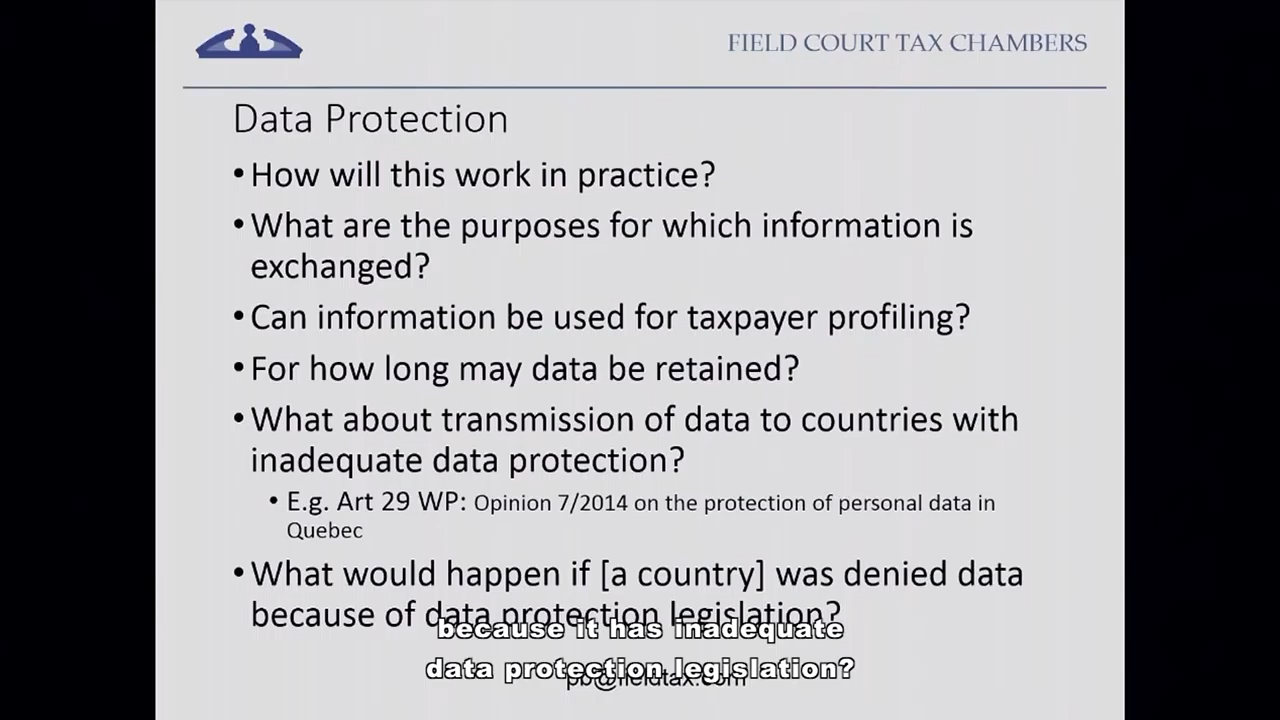 FIELD COURT TAX CHAMBERS
Data Protection
•How will this work in practice?
•What are the purposes for which information is
exchanged?
•Can information be used for taxpayer profiling?
•For how long may data be retained?
•What about transmission of data to countries with
inadequate data protection?
•E.g. Art 29 WP: Opinion 7/2014 on the protection of personal data in
Quebec
•What would happen if [a country] was denied data
because of data protection legislation?
because it has inadequate
data protection legislation?
pb@fieldtax.com